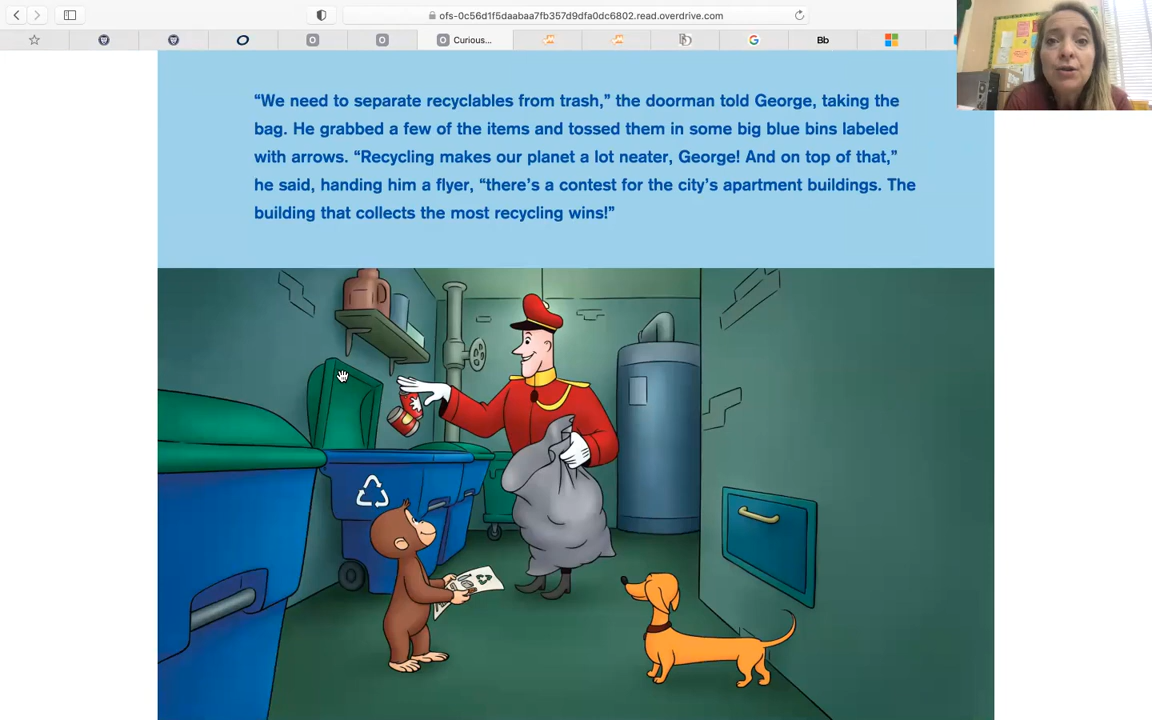 ofs-0c56d1f5daabaa7fb357d9dfa0dc6802.read.overdrive.com
Curious...
G
Bb
“We need to separate recyclables from trash,” the doorman told George, taking the
bag. He grabbed a few of the items and tossed them in some big blue bins labeled
with arrows. “Recycling makes our planet a lot neater, George! And on top of that,”
he said, handing him a flyer, “there’s a contest for the city’s apartment buildings. The
building that collects the most recycling wins!”